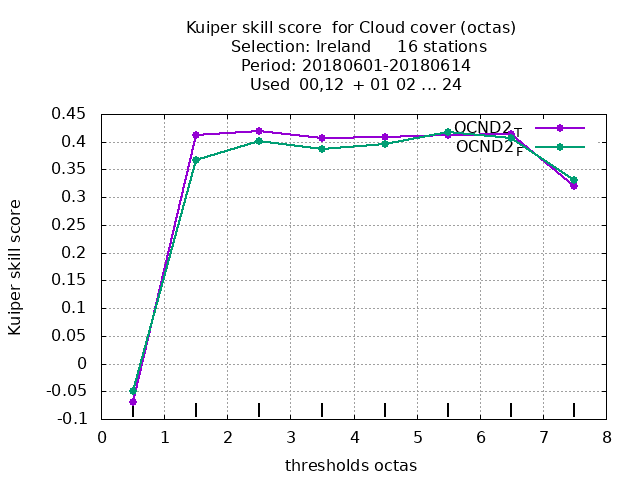 Kuiper skill score  for Cloud cover (octas)
Selection: Ireland     16 stations
Period: 20180601-20180614
Used  00,12  + 01 02 ... 24
OCND2_T
OCND2_F
Kuiper skill score
0.45
0.4
0.35
0.3
0.25
0.2
0.15
0.1
0.05
0
-0.05
-0.1
0 1 2 3 4 5 6 7 8
thresholds octas